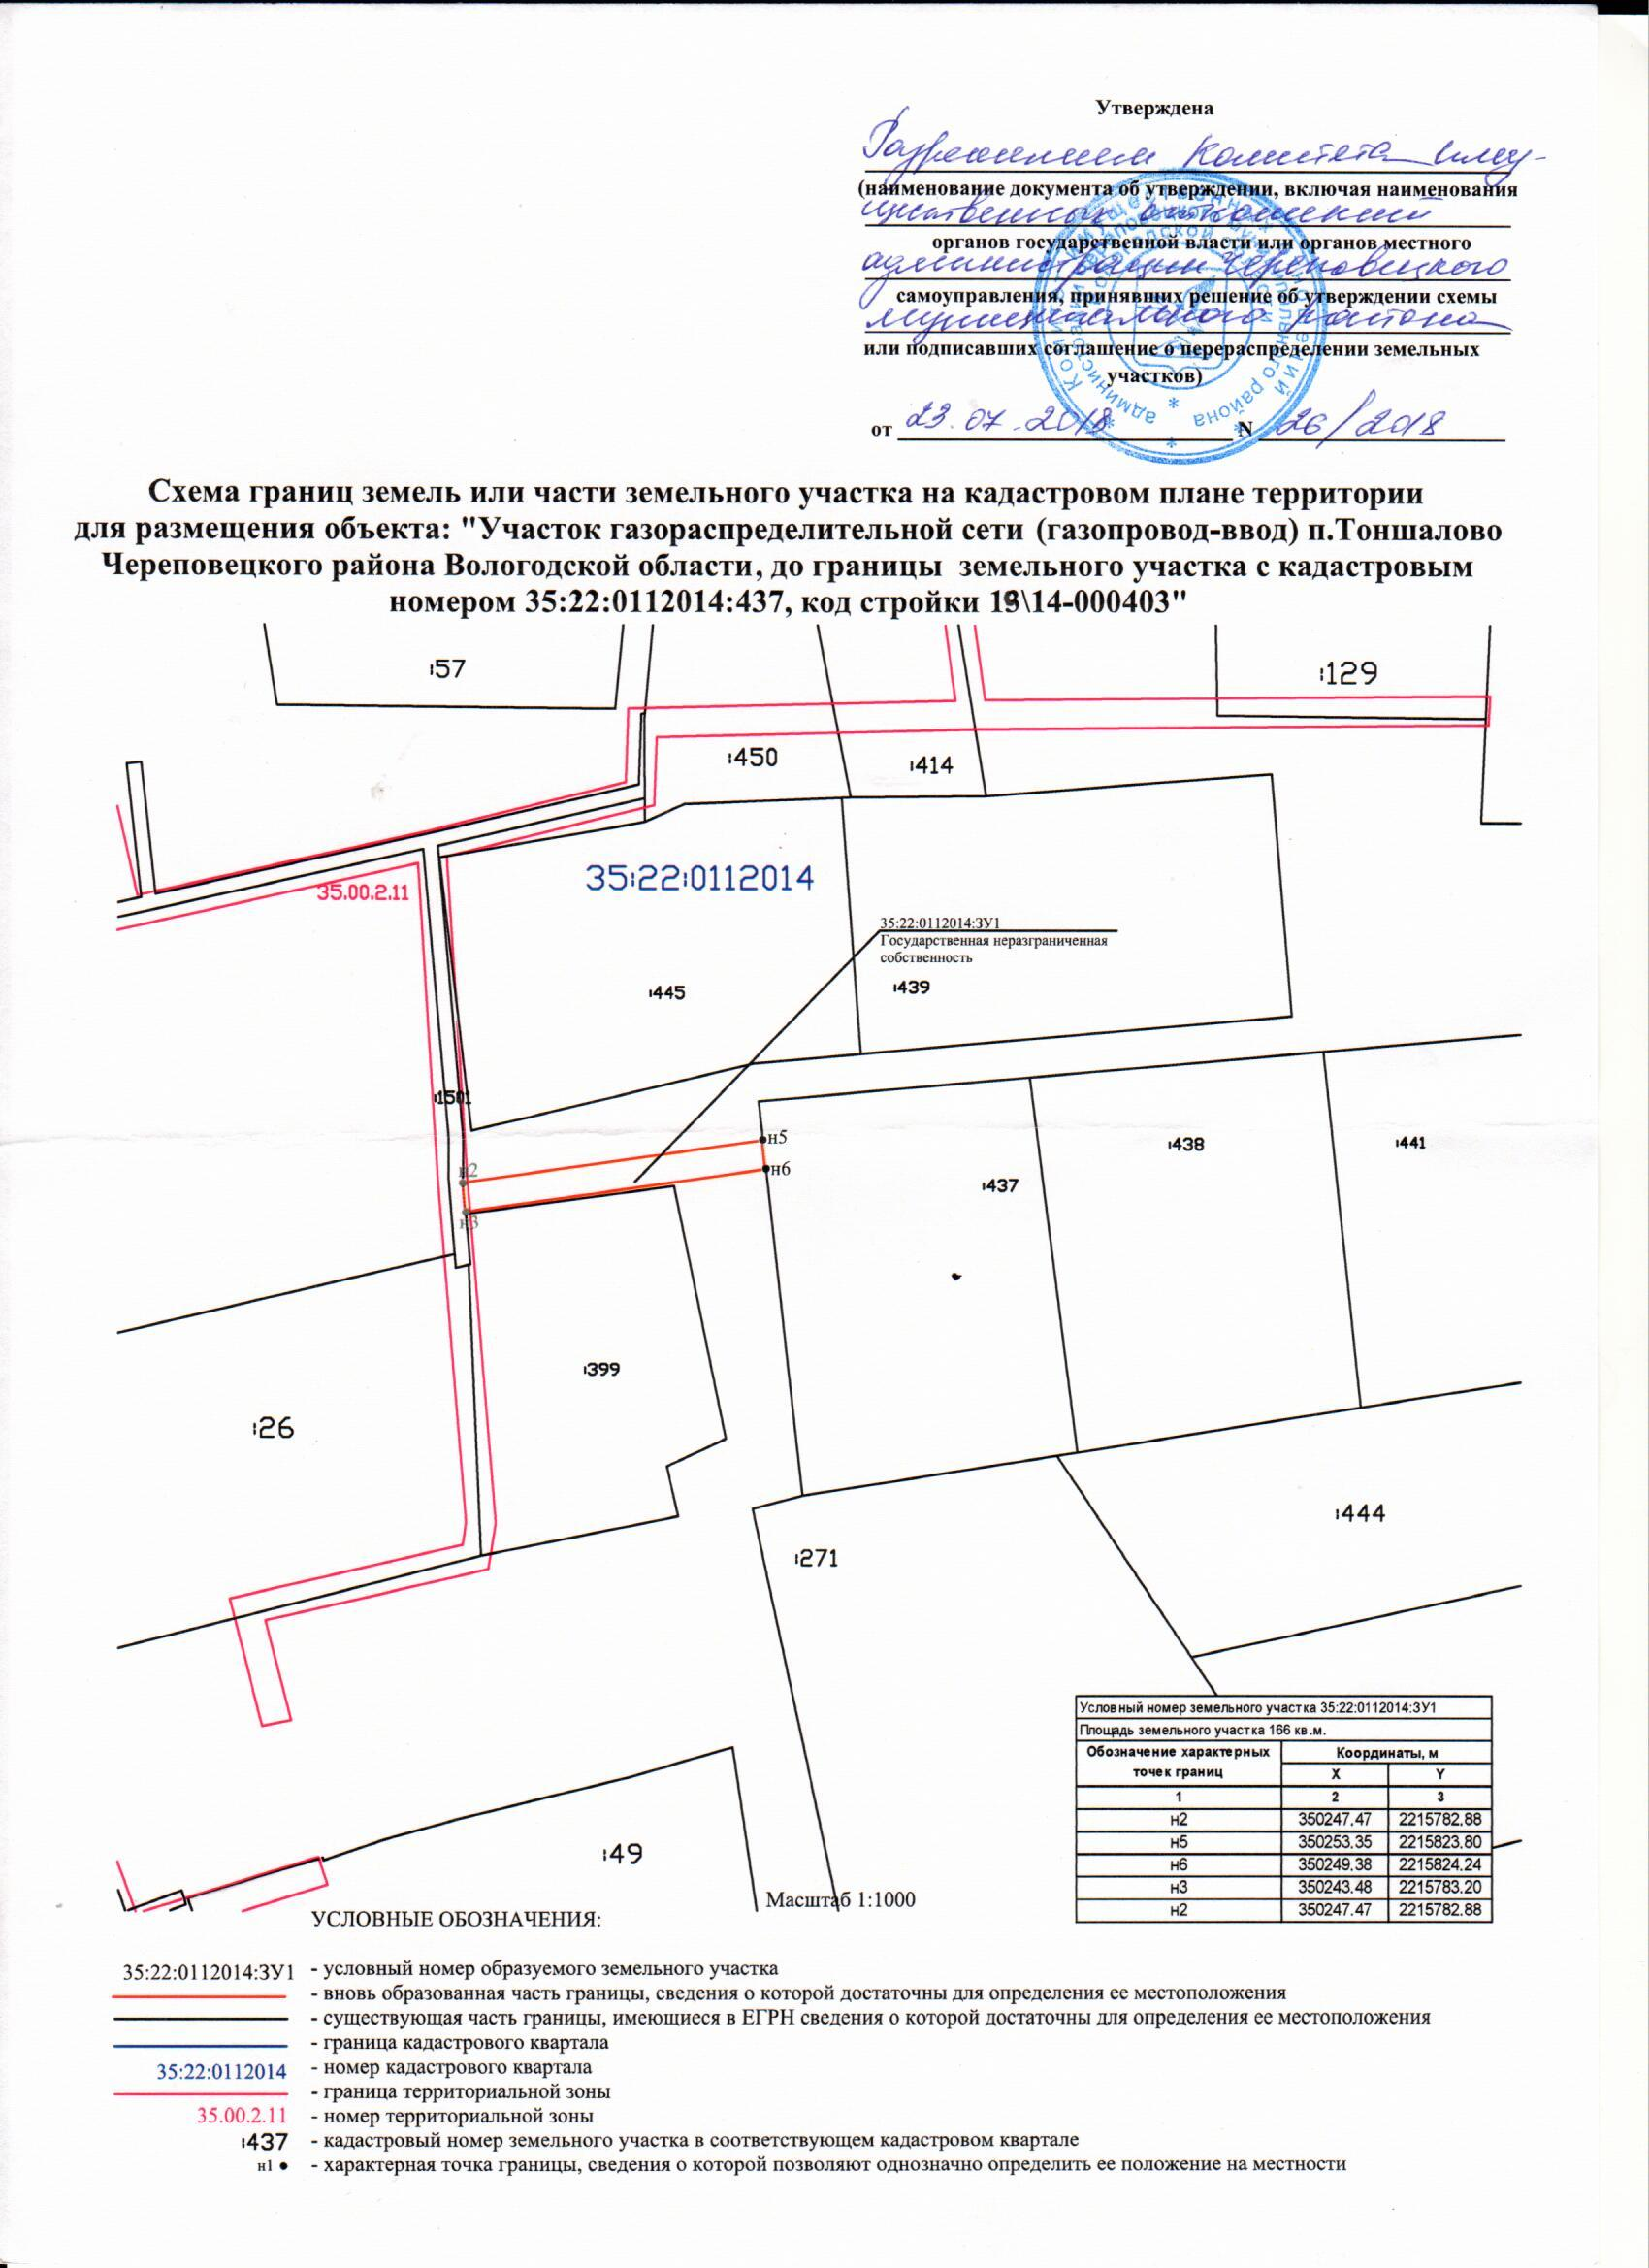 Утверждена
Разрешением Комитета иму-
(наименование документа об утверждении, включая наименования
щественных отношений
органов государственной власти или органов местного
администрации Череповецкого
самоуправления, принявших решение об утверждении схемы
муниципального района
или подписавших соглашение о перераспределении земельных
участков)
от 23.07.2018 N 26/2018
Схема границ земель или части земельного участка на кадастровом плане территории
для размещения объекта: "Участок газораспределительной сети (газопровод-ввод) п.Тоншалово
Череповецкого района Вологодской области, до границы земельного участка с кадастровым
номером 35:22:0112014:437, код стройки \14-000403"
:57
:129
:450
:414
35:22:0112014
35.00.2.11
35:22:0112014:ЗУ1
Государственная неразграниченная
собственность
:445
:439
:1501
н5
:438
:441
н2
н6
:437
н3
:399
:26
:444
:271
Условный номер земельного участка 35:22:0112014:ЗУ1
Площадь земельного участка 166 кв.м.
Обозначение характерных точек границ Координаты, м
X Y
1 2 3
н2 350247.47 2215782.88
н5 350253.35 2215823.80
н6 350249.38 2215824.24
н3 350243.48 2215783.20
н2 350247.47 2215782.88
:49
Масштаб 1:1000
УСЛОВНЫЕ ОБОЗНАЧЕНИЯ:
35:22:0112014:ЗУ1 - условный номер образуемого земельного участка
- вновь образованная часть границы, сведения о которой достаточны для определения ее местоположения
- существующая часть границы, имеющиеся в ЕГРН сведения о которой достаточны для определения ее местоположения
- граница кадастрового квартала
35:22:0112014 - номер кадастрового квартала
- граница территориальной зоны
35.00.2.11 - номер территориальной зоны
:437 - кадастровый номер земельного участка в соответствующем кадастровом квартале
н1 - характерная точка границы, сведения о которой позволяют однозначно определить ее положение на местности